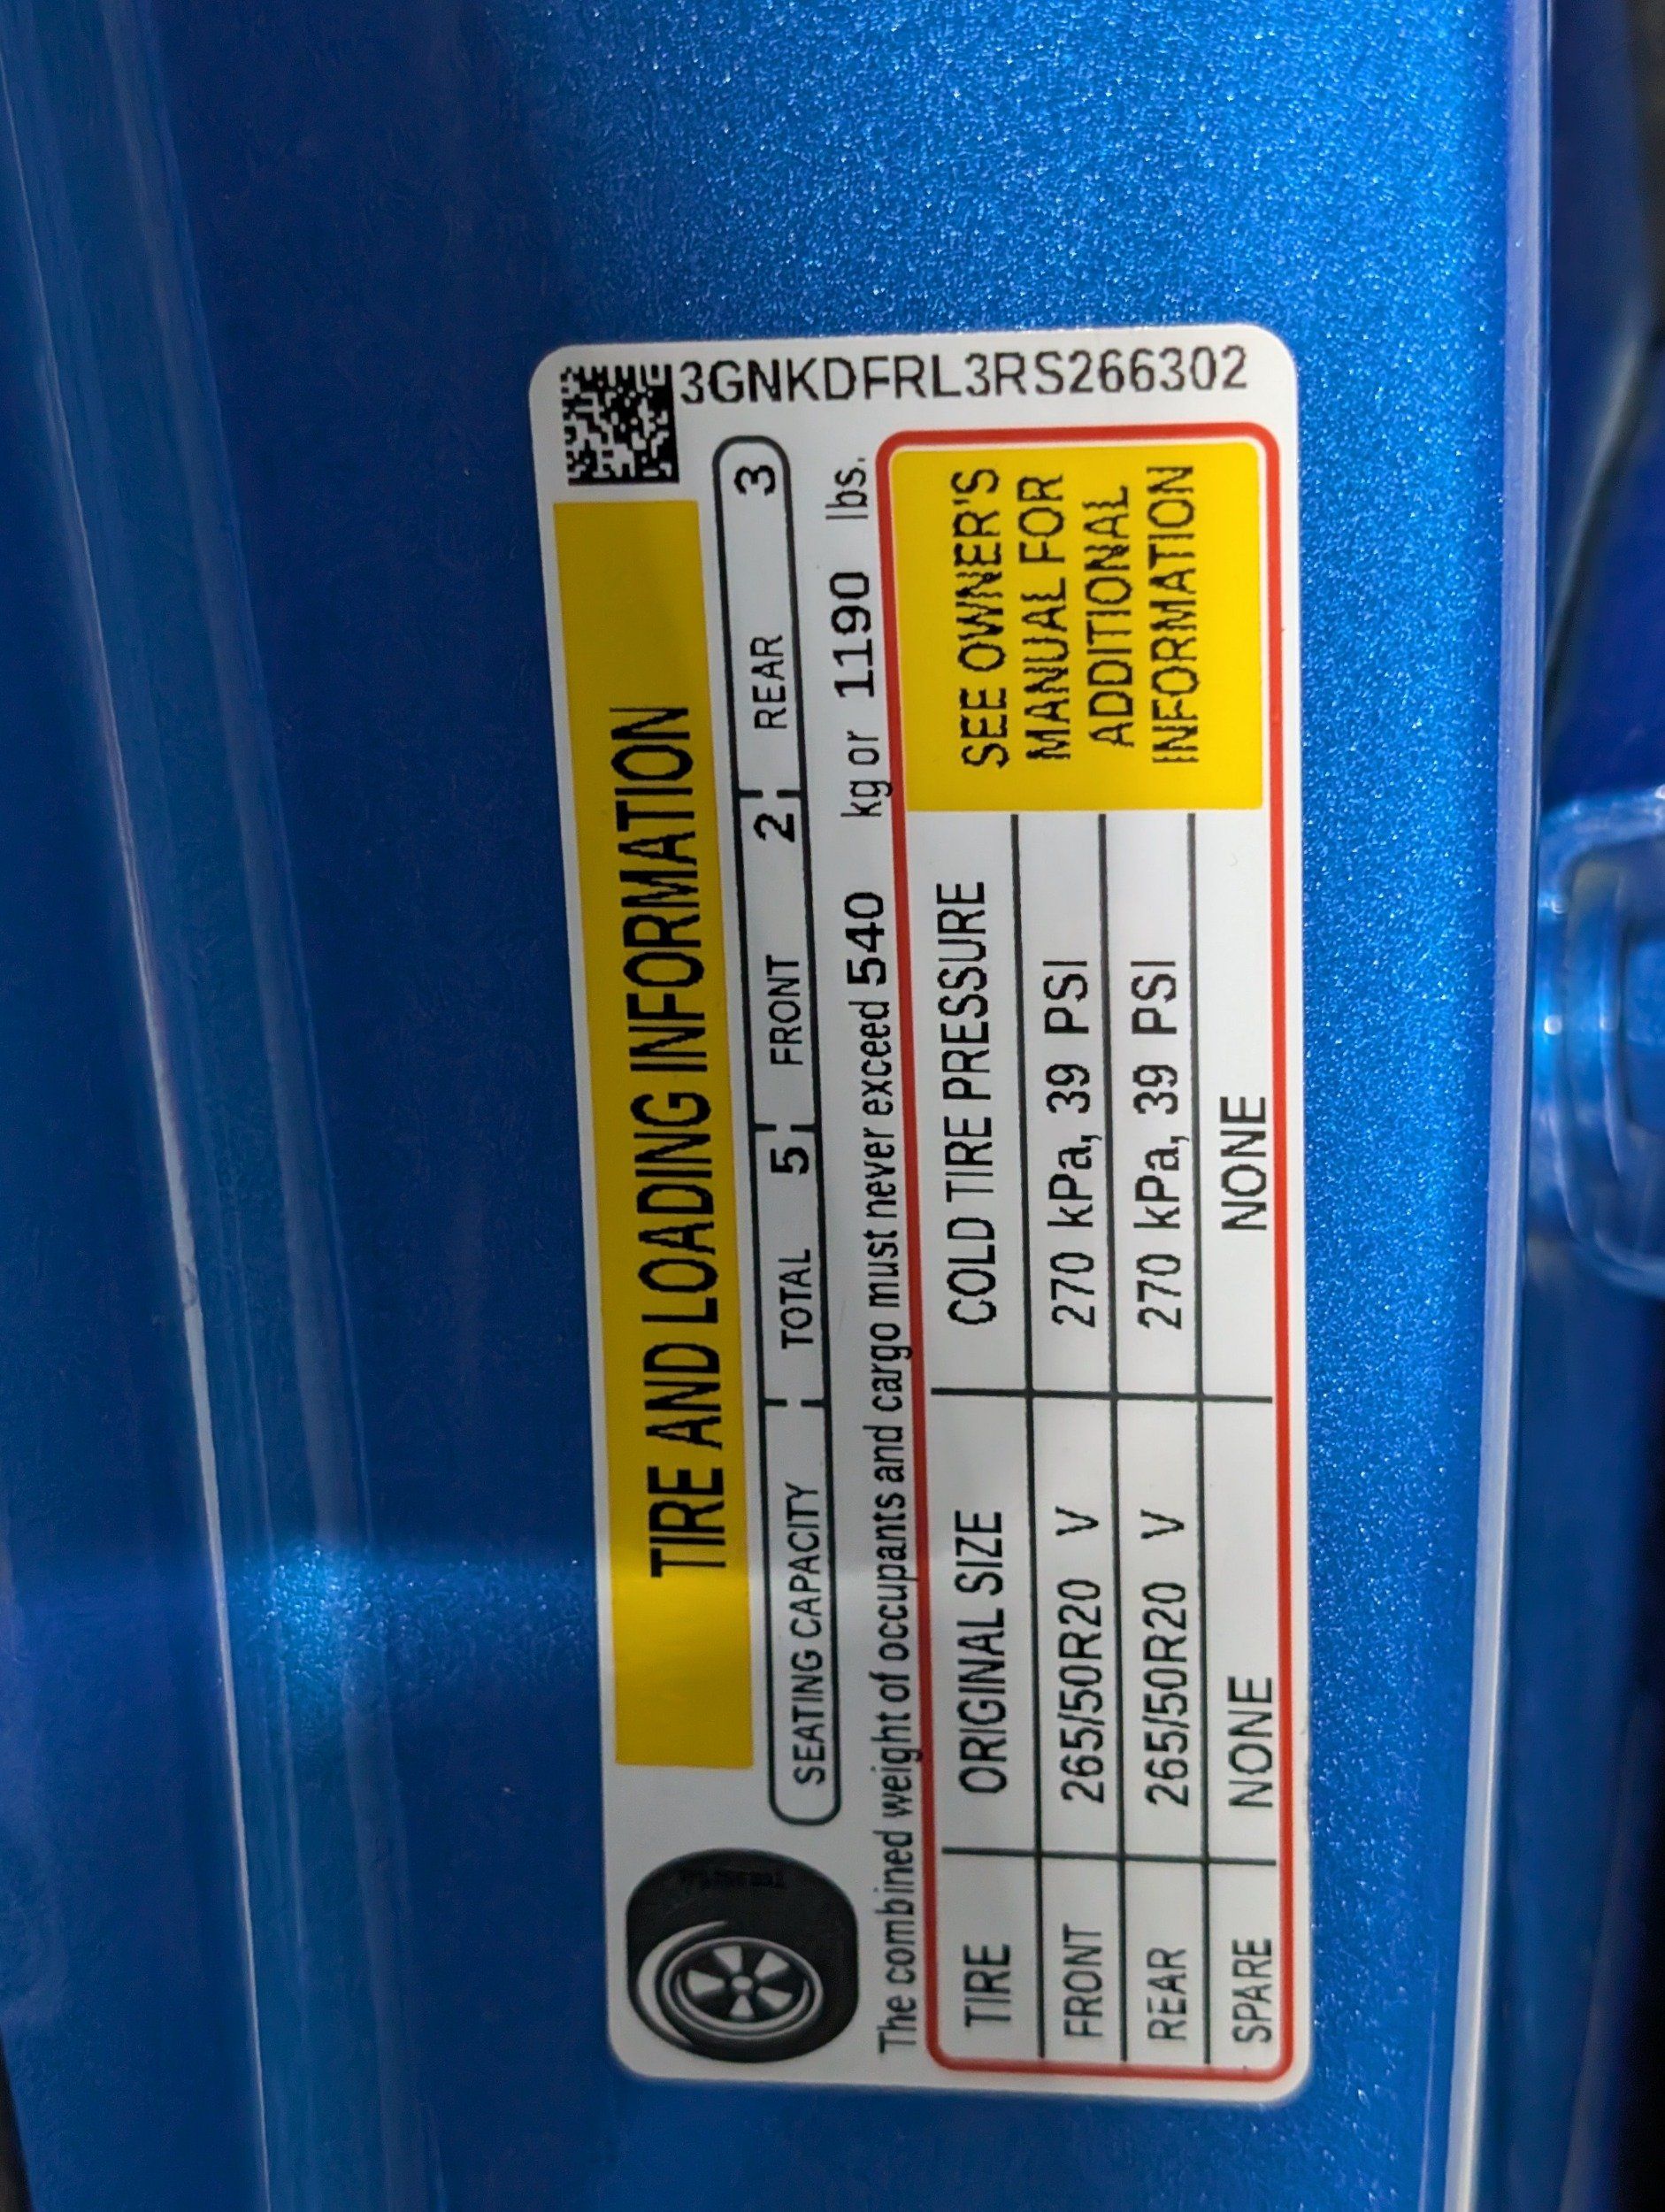 TIRE AND LOADING INFORMATION
SEATING CAPACITY TOTAL 5 FRONT 2 REAR 3
The combined weight of occupants and cargo must never exceed 540 kg or 1190 lbs.
TIRE ORIGINAL SIZE COLD TIRE PRESSURE
FRONT 265/50R20 V 270 kPa, 39 PSI
REAR 265/50R20 V 270 kPa, 39 PSI
SPARE NONE NONE
SEE OWNER'S
MANUAL FOR
ADDITIONAL
INFORMATION
3GNKDFRL3RS266302